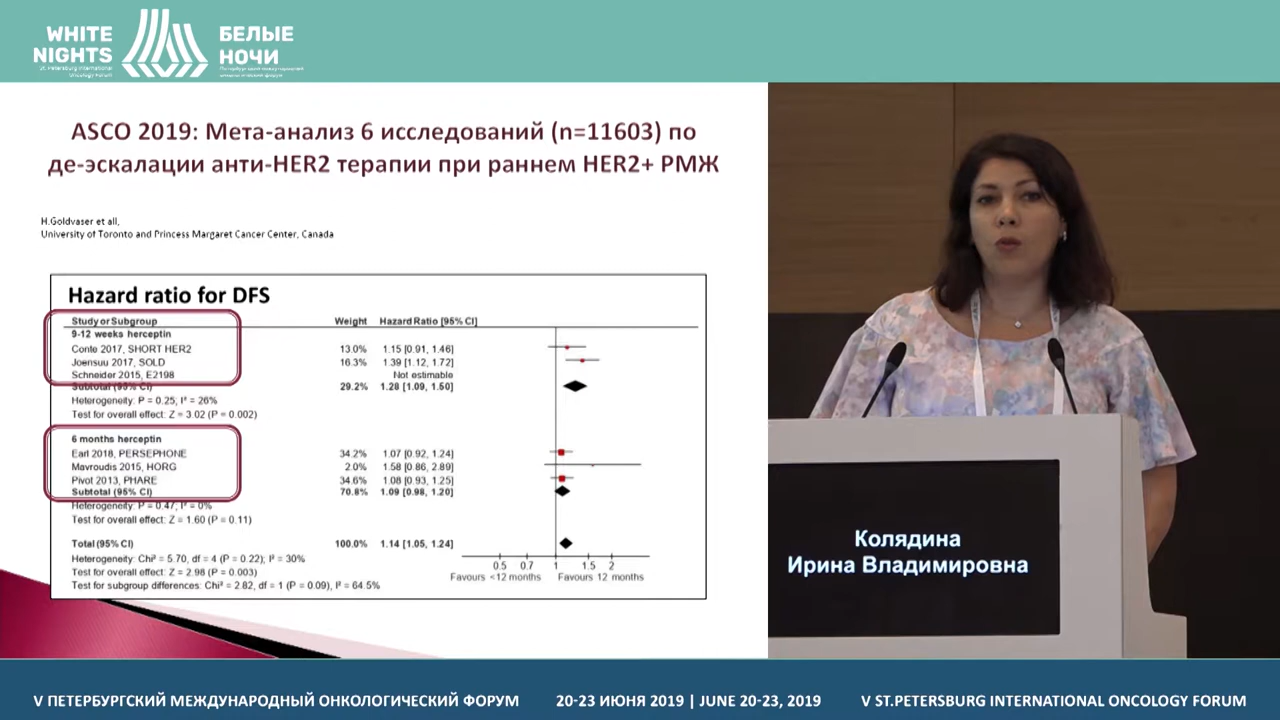 WHITE
NIGHTS
St. Petersburg International
Oncology Forum
БЕЛЫЕ
НОЧИ
Петербургский международный
онкологический форум
ASCO 2019: Мета-анализ 6 исследований (n=11603) по
де-эскалации анти-HER2 терапии при раннем HER2+ РМЖ
H.Goldvaser et all,
University of Toronto and Princess Margaret Cancer Center, Canada
Hazard ratio for DFS
Study or Subgroup Weight Hazard Ratio [95% CI]
9-12 weeks herceptin
Conte 2017, SHORT HER2 13.0% 1.15 [0.91, 1.46]
Joensuu 2017, SOLD 16.3% 1.39 [1.12, 1.72]
Schneider 2015, E2198 Not estimable
Subtotal (95% CI) 29.2% 1.28 [1.09, 1.50]
Heterogeneity: P = 0.25; I² = 26%
Test for overall effect: Z = 3.02 (P = 0.002)
6 months herceptin
Earl 2018, PERSEPHONE 34.2% 1.07 [0.92, 1.24]
Mavroudis 2015, HORG 2.0% 1.58 [0.86, 2.89]
Pivot 2013, PHARE 34.6% 1.08 [0.93, 1.25]
Subtotal (95% CI) 70.8% 1.09 [0.98, 1.20]
Heterogeneity: P = 0.47; I² = 0%
Test for overall effect: Z = 1.60 (P = 0.11)
Total (95% CI) 100.0% 1.14 [1.05, 1.24]
Heterogeneity: Chi² = 5.70, df = 4 (P = 0.22); I² = 30%
Test for overall effect: Z = 2.98 (P = 0.003)
Test for subgroup differences: Chi² = 2.82, df = 1 (P = 0.09), I² = 64.5%
0.5 0.7 1 1.5 2
Favours <12 months Favours 12 months
Колядина
Ирина Владимировна
V ПЕТЕРБУРГСКИЙ МЕЖДУНАРОДНЫЙ ОНКОЛОГИЧЕСКИЙ ФОРУМ 20-23 ИЮНЯ 2019 | JUNE 20-23, 2019 V ST.PETERSBURG INTERNATIONAL ONCOLOGY FORUM